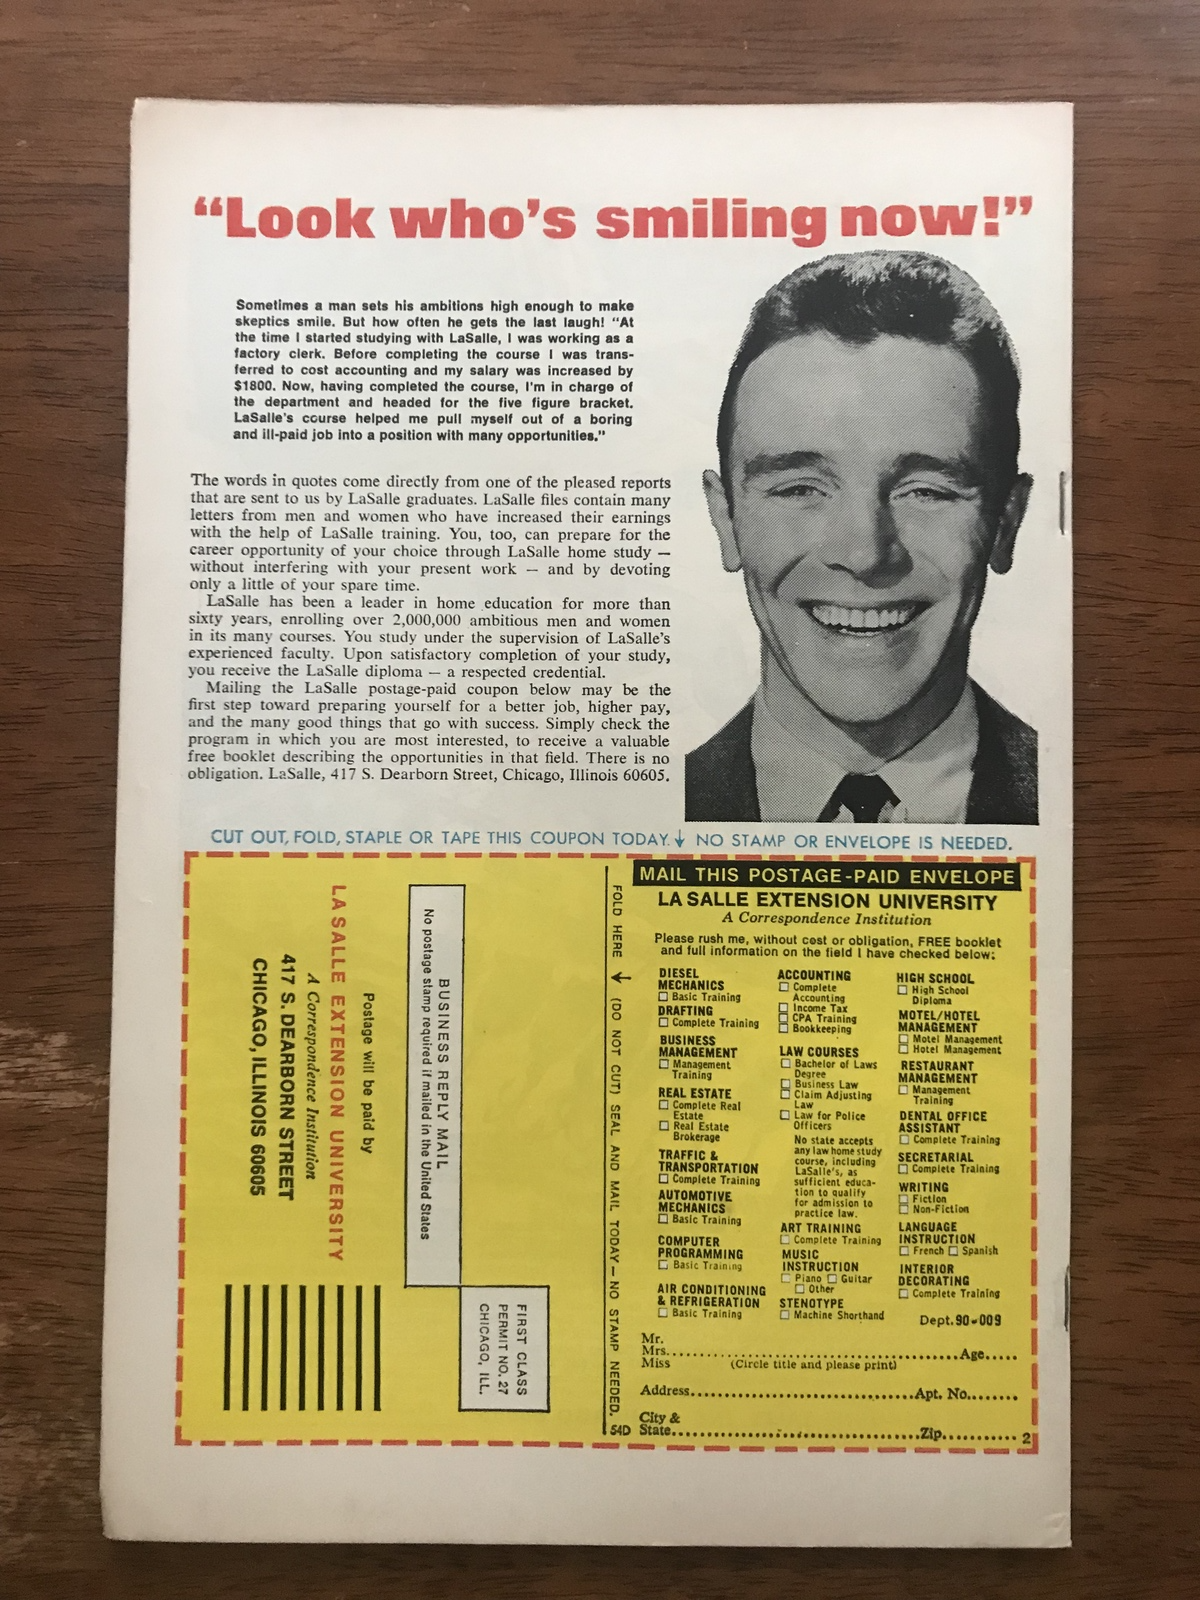 “Look who’s smiling now!”
Sometimes a man sets his ambitions high enough to make
skeptics smile. But how often he gets the last laugh! “At
the time I started studying with LaSalle, I was working as a
factory clerk. Before completing the course I was trans-
ferred to cost accounting and my salary was increased by
$1800. Now, having completed the course, I’m in charge of
the department and headed for the five figure bracket.
LaSalle’s course helped me pull myself out of a boring
and ill-paid job into a position with many opportunities.”
The words in quotes come directly from one of the pleased reports
that are sent to us by LaSalle graduates. LaSalle files contain many
letters from men and women who have increased their earnings
with the help of LaSalle training. You, too, can prepare for the
career opportunity of your choice through LaSalle home study —
without interfering with your present work — and by devoting
only a little of your spare time.
LaSalle has been a leader in home education for more than
sixty years, enrolling over 2,000,000 ambitious men and women
in its many courses. You study under the supervision of LaSalle’s
experienced faculty. Upon satisfactory completion of your study,
you receive the LaSalle diploma — a respected credential.
Mailing the LaSalle postage-paid coupon below may be the
first step toward preparing yourself for a better job, higher pay,
and the many good things that go with success. Simply check the
program in which you are most interested, to receive a valuable
free booklet describing the opportunities in that field. There is no
obligation. LaSalle, 417 S. Dearborn Street, Chicago, Illinois 60605.
CUT OUT, FOLD, STAPLE OR TAPE THIS COUPON TODAY. ↓ NO STAMP OR ENVELOPE IS NEEDED.
FIRST CLASS
PERMIT NO. 27
CHICAGO, ILL.
BUSINESS REPLY MAIL
No postage stamp required if mailed in the United States
Postage will be paid by
LA SALLE EXTENSION UNIVERSITY
A Correspondence Institution
417 S. DEARBORN STREET
CHICAGO, ILLINOIS 60605
FOLD HERE ↓ (DO NOT CUT) SEAL AND MAIL TODAY — NO STAMP NEEDED.
54D
MAIL THIS POSTAGE-PAID ENVELOPE
LA SALLE EXTENSION UNIVERSITY
A Correspondence Institution
Please rush me, without cost or obligation, FREE booklet
and full information on the field I have checked below:
DIESEL
MECHANICS
☐ Basic Training
DRAFTING
☐ Complete Training
BUSINESS
MANAGEMENT
☐ Management
Training
REAL ESTATE
☐ Complete Real
Estate
☐ Real Estate
Brokerage
TRAFFIC &
TRANSPORTATION
☐ Complete Training
AUTOMOTIVE
MECHANICS
☐ Basic Training
COMPUTER
PROGRAMMING
☐ Basic Training
AIR CONDITIONING
& REFRIGERATION
☐ Basic Training
ACCOUNTING
☐ Complete
Accounting
☐ Income Tax
☐ CPA Training
☐ Bookkeeping
LAW COURSES
☐ Bachelor of Laws
Degree
☐ Business Law
☐ Claim Adjusting
Law
☐ Law for Police
Officers
No state accepts
any law home study
course, including
LaSalle’s, as
sufficient educa-
tion to qualify
for admission to
practice law.
ART TRAINING
☐ Complete Training
MUSIC
INSTRUCTION
☐ Piano ☐ Guitar
☐ Other
STENOTYPE
☐ Machine Shorthand
HIGH SCHOOL
☐ High School
Diploma
MOTEL/HOTEL
MANAGEMENT
☐ Motel Management
☐ Hotel Management
RESTAURANT
MANAGEMENT
☐ Management
Training
DENTAL OFFICE
ASSISTANT
☐ Complete Training
SECRETARIAL
☐ Complete Training
WRITING
☐ Fiction
☐ Non-Fiction
LANGUAGE
INSTRUCTION
☐ French ☐ Spanish
INTERIOR
DECORATING
☐ Complete Training
Dept. 90-009
Mr.
Mrs. ........ Age.....
Miss (Circle title and please print)
Address........ Apt. No........
City &
State........ Zip........ 2